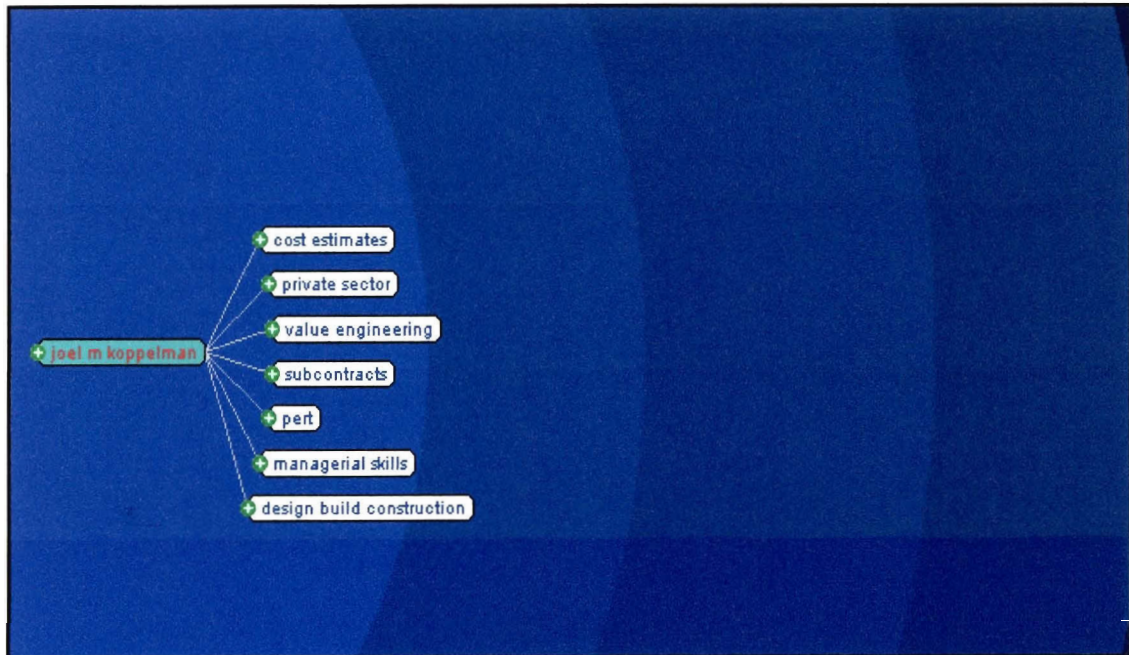 cost estimates
private sector
value engineering
joel m koppelman
subcontracts
pert
managerial skills
design build construction